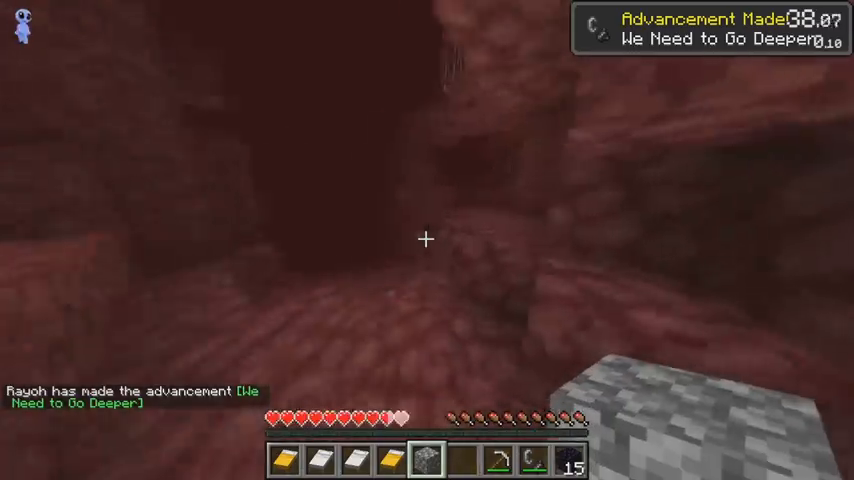 Advancement Made
38.07
We Need to Go Deeper
0.10
Rayoh has made the advancement [We
Need to Go Deeper]
15